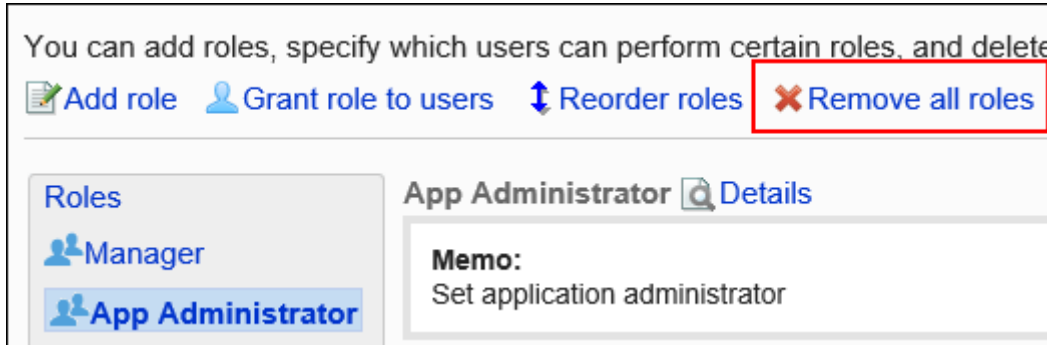 You can add roles, specify which users can perform certain roles, and delete
Add role Grant role to users Reorder roles Remove all roles
Roles
Manager
App Administrator
App Administrator Details
Memo:
Set application administrator